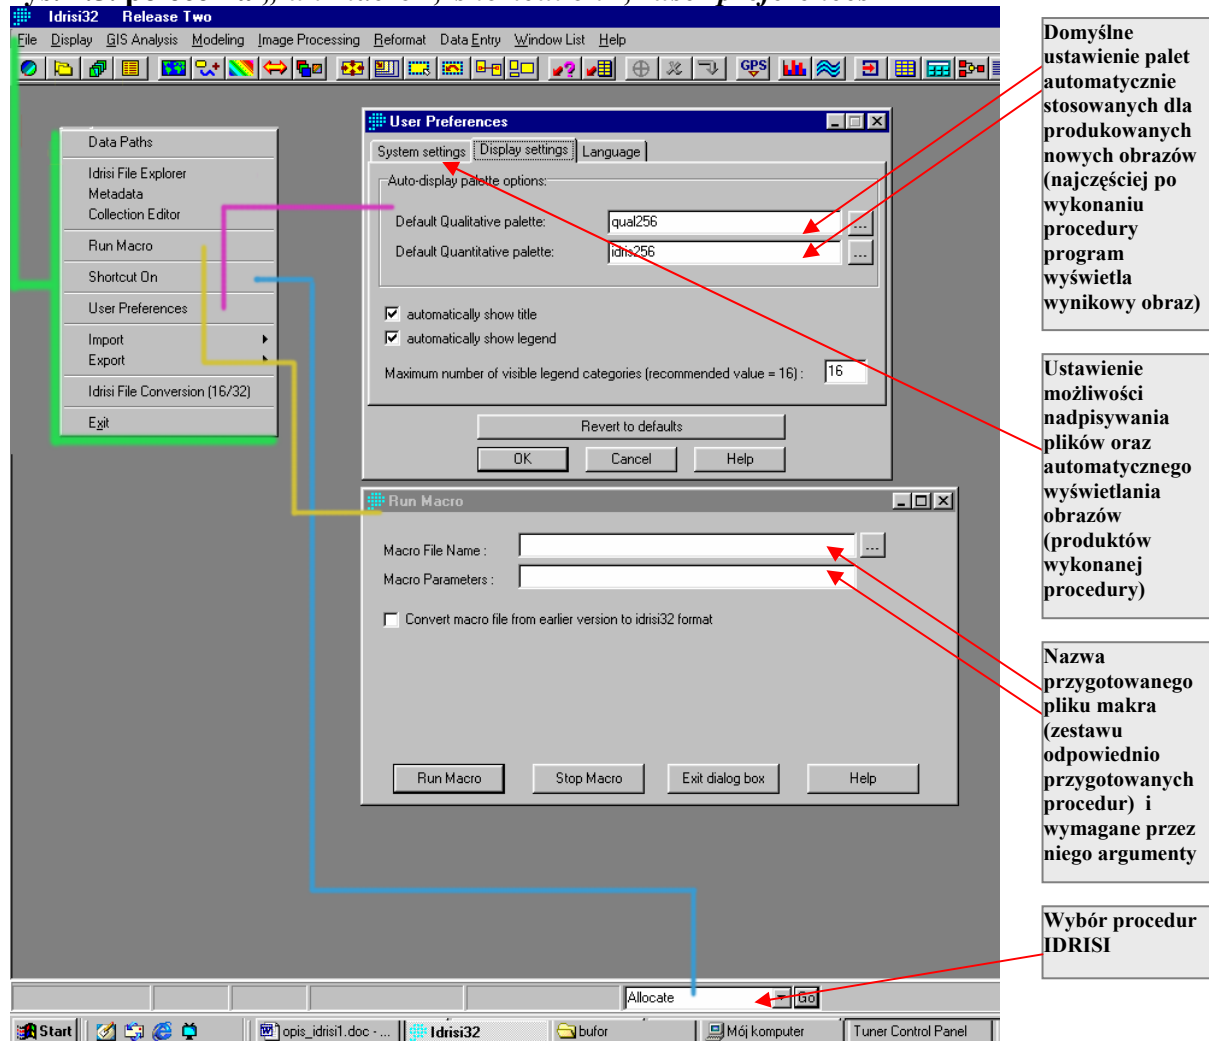 Idrisi32 Release Two
File Display GIS Analysis Modeling Image Processing Reformat Data Entry Window List Help
GPS
Data Paths
Idrisi File Explorer
Metadata
Collection Editor
Run Macro
Shortcut On
User Preferences
Import
Export
Idrisi File Conversion (16/32)
Exit
User Preferences
System settings Display settings Language
Auto-display palette options:
Default Qualitative palette: qual256 ...
Default Quantitative palette: idris256 ...
automatically show title
automatically show legend
Maximum number of visible legend categories (recommended value = 16) : 16
Revert to defaults
OK Cancel Help
Run Macro
Macro File Name : ...
Macro Parameters :
Convert macro file from earlier version to idrisi32 format
Run Macro Stop Macro Exit dialog box Help
Allocate Go
Start opis_idrisi1.doc - ... Idrisi32 bufor Mój komputer Tuner Control Panel
Domyślne
ustawienie palet
automatycznie
stosowanych dla
produkowanych
nowych obrazów
(najczęściej po
wykonaniu
procedury
program
wyświetla
wynikowy obraz)
Ustawienie
możliwości
nadpisywania
plików oraz
automatycznego
wyświetlania
obrazów
(produktów
wykonanej
procedury)
Nazwa
przygotowanego
pliku makra
(zestawu
odpowiednio
przygotowanych
procedur) i
wymagane przez
niego argumenty
Wybór procedur
IDRISI